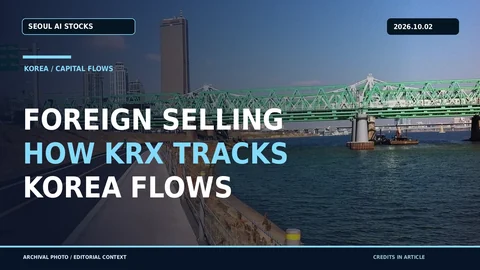 SEOUL AI STOCKS
2026.10.02
KOREA / CAPITAL FLOWS
FOREIGN SELLING
HOW KRX TRACKS
KOREA FLOWS
ARCHIVAL PHOTO / EDITORIAL CONTEXT
CREDITS IN ARTICLE